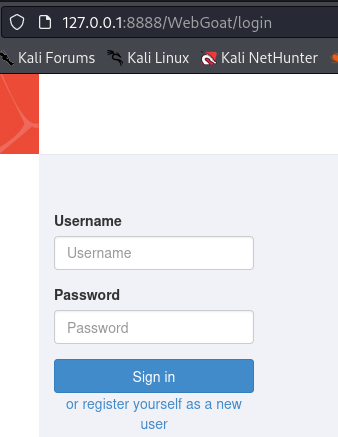 127.0.0.1:8888/WebGoat/login
Kali Forums Kali Linux Kali NetHunter
Username
Username
Password
Password
Sign in
or register yourself as a new
user